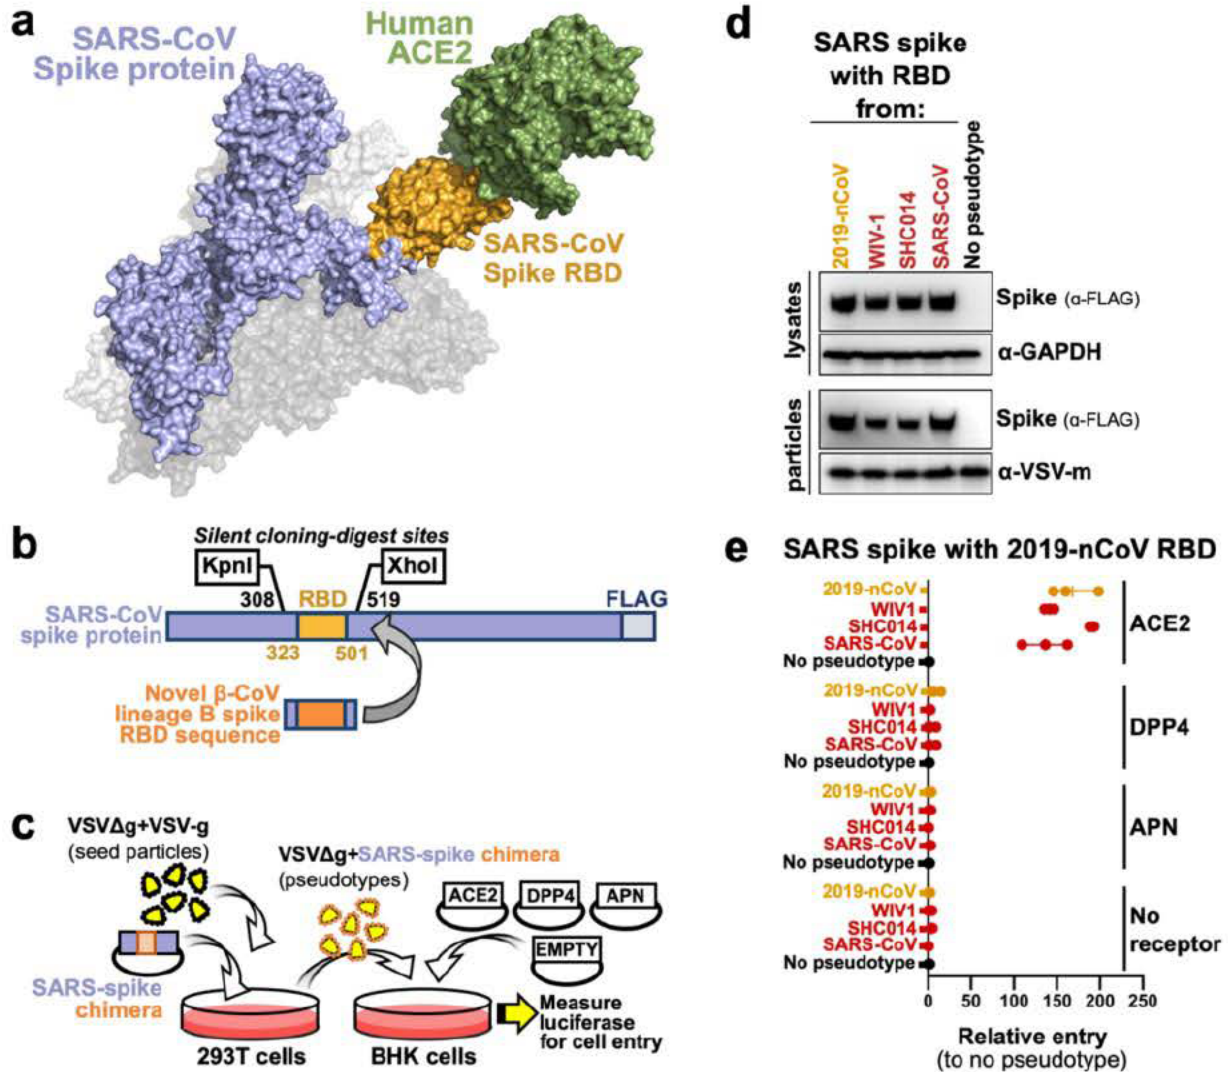 a
SARS-CoV
Spike protein
Human
ACE2
SARS-CoV
Spike RBD
b
Silent cloning-digest sites
KpnI
XhoI
308
RBD
519
FLAG
SARS-CoV
spike protein
323
501
Novel β-CoV
lineage B spike
RBD sequence
c
VSVΔg+VSV-g
(seed particles)
VSVΔg+SARS-spike chimera
(pseudotypes)
ACE2
DPP4
APN
EMPTY
SARS-spike
chimera
293T cells
BHK cells
Measure
luciferase
for cell entry
d
SARS spike
with RBD
from:
2019-nCoV
WIV-1
SHC014
SARS-CoV
No pseudotype
lysates
Spike (α-FLAG)
α-GAPDH
particles
Spike (α-FLAG)
α-VSV-m
e
SARS spike with 2019-nCoV RBD
2019-nCoV
WIV1
SHC014
SARS-CoV
No pseudotype
ACE2
2019-nCoV
WIV1
SHC014
SARS-CoV
No pseudotype
DPP4
2019-nCoV
WIV1
SHC014
SARS-CoV
No pseudotype
APN
2019-nCoV
WIV1
SHC014
SARS-CoV
No pseudotype
No
receptor
0 50 100 150 200 250
Relative entry
(to no pseudotype)